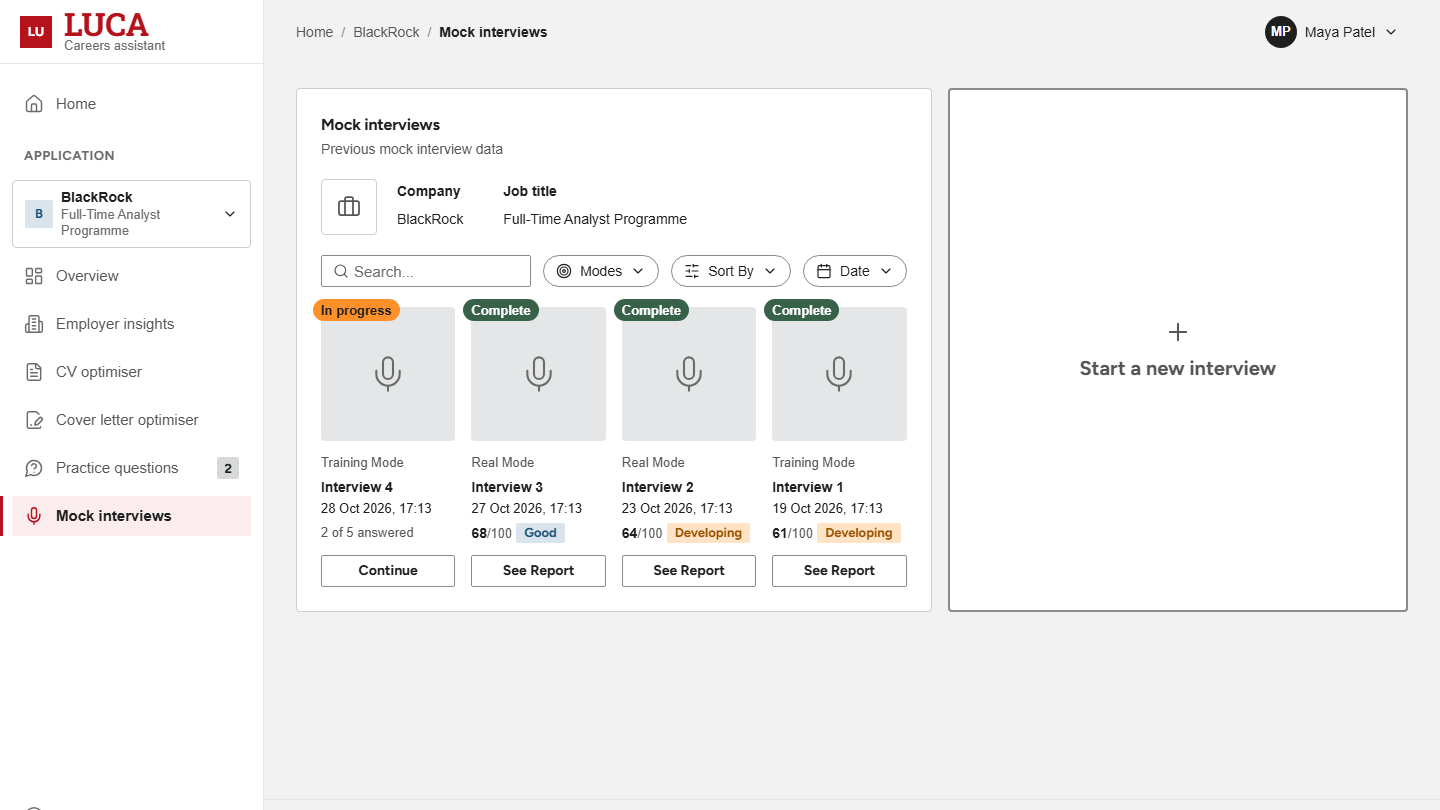 LU
LUCA
Careers assistant
Home
APPLICATION
B
BlackRock
Full-Time Analyst
Programme
Overview
Employer insights
CV optimiser
Cover letter optimiser
Practice questions 2
Mock interviews
Home / BlackRock / Mock interviews
MP Maya Patel
Mock interviews
Previous mock interview data
Company Job title
BlackRock Full-Time Analyst Programme
Search... Modes Sort By Date
In progress Complete Complete Complete
Training Mode Real Mode Real Mode Training Mode
Interview 4 Interview 3 Interview 2 Interview 1
28 Oct 2026, 17:13 27 Oct 2026, 17:13 23 Oct 2026, 17:13 19 Oct 2026, 17:13
2 of 5 answered 68/100 Good 64/100 Developing 61/100 Developing
Continue See Report See Report See Report
Start a new interview